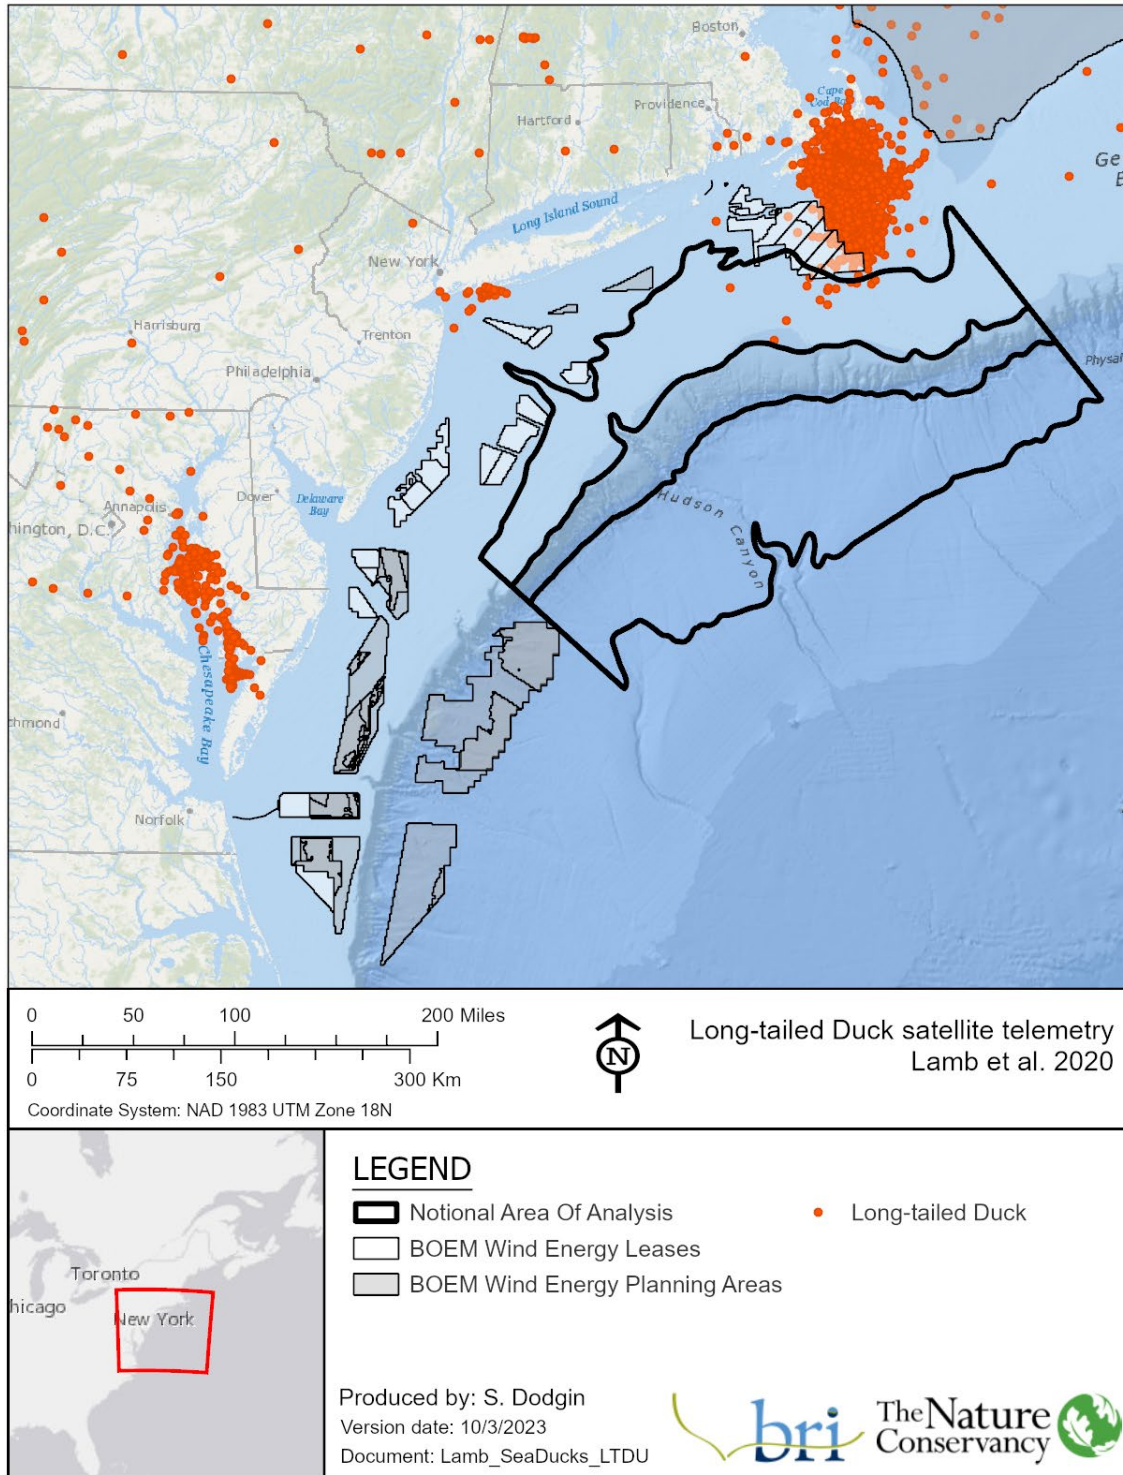 Boston
Cape
Cod Bay
Providence
Hartford
Ge
B
Long Island Sound
New York
Harrisburg
Trenton
Philadelphia
Physal
Dover
Delaware
Bay
Annapolis
hington, D.C.
Hudson Canyon
Chesapeake Bay
chmond
Norfolk
0 50 100 200 Miles
0 75 150 300 Km
Coordinate System: NAD 1983 UTM Zone 18N
N
Long-tailed Duck satellite telemetry
Lamb et al. 2020
Toronto
hicago
New York
LEGEND
Notional Area Of Analysis
Long-tailed Duck
BOEM Wind Energy Leases
BOEM Wind Energy Planning Areas
Produced by: S. Dodgin
Version date: 10/3/2023
Document: Lamb_SeaDucks_LTDU
bri
The Nature
Conservancy